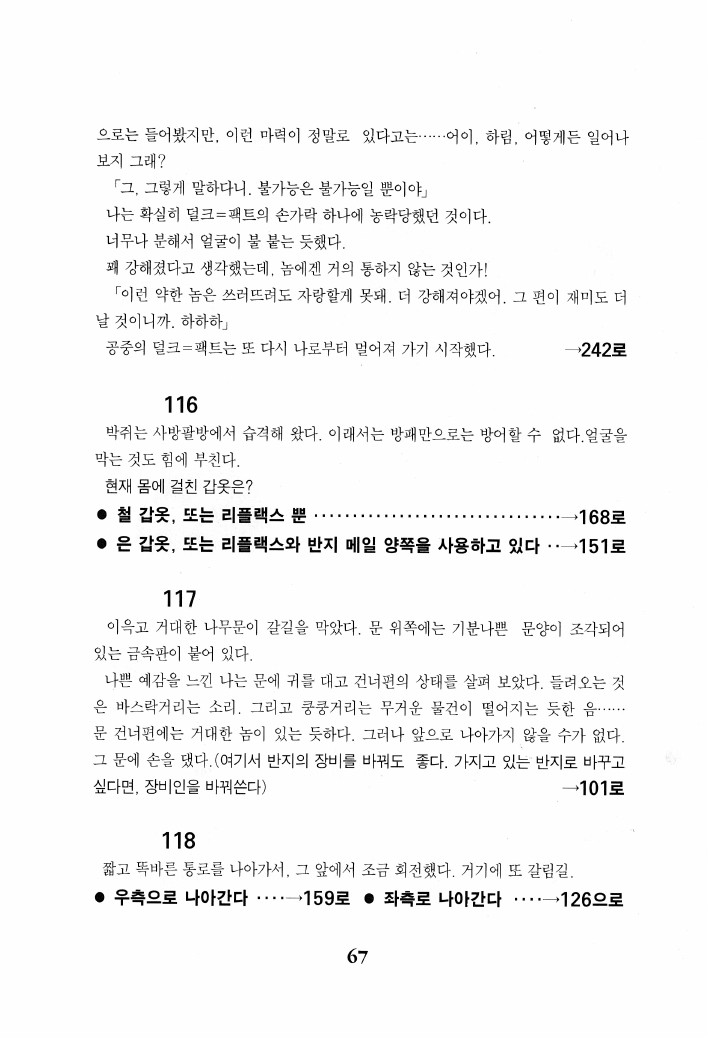 으로는 들어봤지만, 이런 마력이 정말로 있다고는……어이, 하림, 어떻게든 일어나
보지 그래?
「그, 그렇게 말하다니. 불가능은 불가능일 뿐이야」
나는 확실히 덜크=팩트의 손가락 하나에 농락당했던 것이다.
너무나 분해서 얼굴이 불 붙는 듯했다.
꽤 강해졌다고 생각했는데, 놈에겐 거의 통하지 않는 것인가!
「이런 약한 놈은 쓰러뜨려도 자랑할게 못돼. 더 강해져야겠어. 그 편이 재미도 더
날 것이니까. 하하하」
공중의 덜크=팩트는 또 다시 나로부터 멀어져 가기 시작했다. →242로
116
박쥐는 사방팔방에서 습격해 왔다. 이래서는 방패만으로는 방어할 수 없다.얼굴을
막는 것도 힘에 부친다.
현재 몸에 걸친 갑옷은?
● 철 갑옷, 또는 리플랙스 뿐 ································→168로
● 은 갑옷, 또는 리플랙스와 반지 메일 양쪽을 사용하고 있다 ··→151로
117
이윽고 거대한 나무문이 갈길을 막았다. 문 위쪽에는 기분나쁜 문양이 조각되어
있는 금속판이 붙어 있다.
나쁜 예감을 느낀 나는 문에 귀를 대고 건너편의 상태를 살펴 보았다. 들려오는 것
은 바스락거리는 소리. 그리고 쿵쿵거리는 무거운 물건이 떨어지는 듯한 음……
문 건너편에는 거대한 놈이 있는 듯하다. 그러나 앞으로 나아가지 않을 수가 없다.
그 문에 손을 댔다.(여기서 반지의 장비를 바꿔도 좋다. 가지고 있는 반지로 바꾸고
싶다면, 장비인을 바꿔쓴다) →101로
118
짧고 똑바른 통로를 나아가서, 그 앞에서 조금 회전했다. 거기에 또 갈림길.
● 우측으로 나아간다 ····→159로 ● 좌측로 나아간다 ····→126으로
67